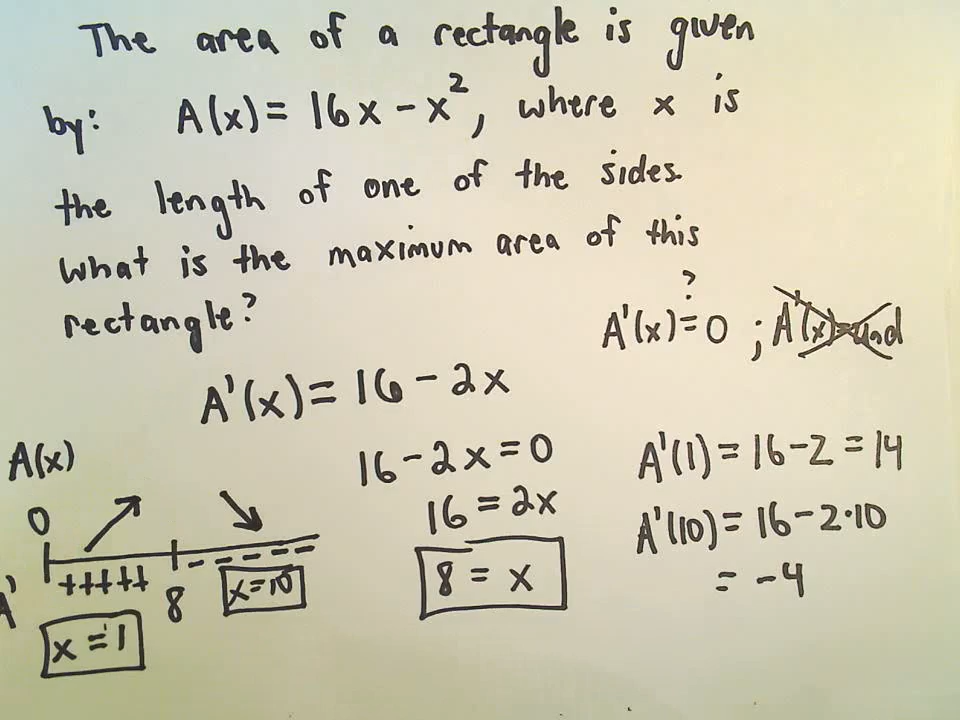 The area of a rectangle is given
by: A(x) = 16x - x², where x is
the length of one of the sides.
what is the maximum area of this
rectangle?
A'(x) ?= 0 ; A'(x) = und
A'(x) = 16 - 2x
A(x)
16 - 2x = 0
16 = 2x
8 = x
A'(1) = 16 - 2 = 14
A'(10) = 16 - 2·10
= -4
0
+++++ 8 ------
A'
x = 1
x = 10